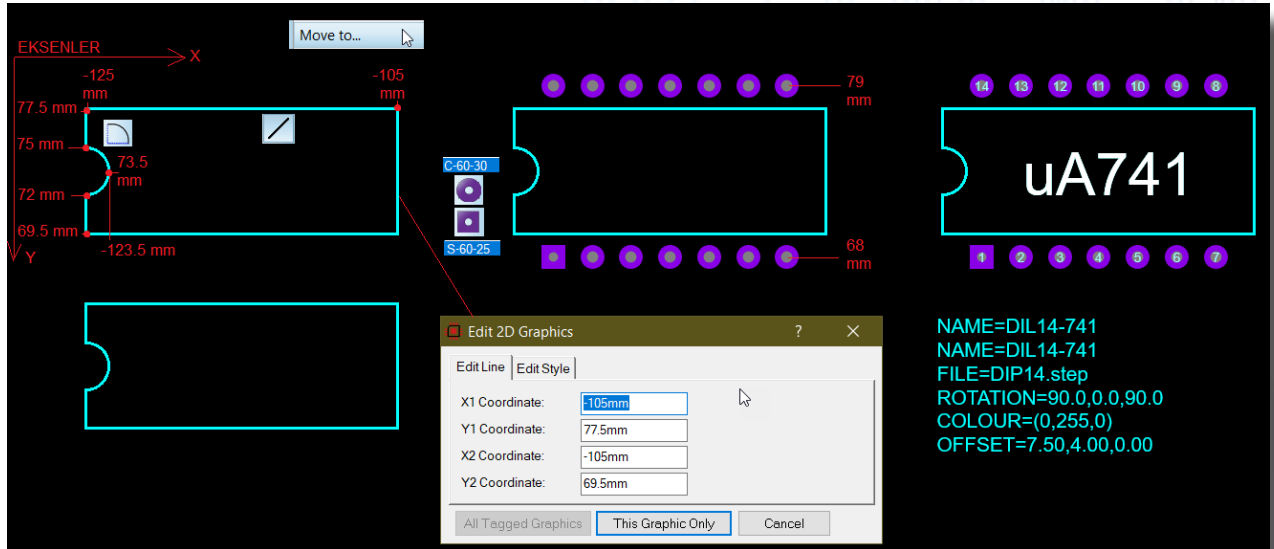 Move to...
EKSENLER
X
-125
mm
-105
mm
77.5 mm
75 mm
73.5
mm
72 mm
69.5 mm
-123.5 mm
Y
C-60-30
S-60-25
79
mm
68
mm
14 13 12 11 10 9 8
uA741
1 2 3 4 5 6 7
Edit 2D Graphics
?
Edit Line
Edit Style
X1 Coordinate: -105mm
Y1 Coordinate: 77.5mm
X2 Coordinate: -105mm
Y2 Coordinate: 69.5mm
All Tagged Graphics
This Graphic Only
Cancel
NAME=DIL14-741
NAME=DIL14-741
FILE=DIP14.step
ROTATION=90.0,0.0,90.0
COLOUR=(0,255,0)
OFFSET=7.50,4.00,0.00